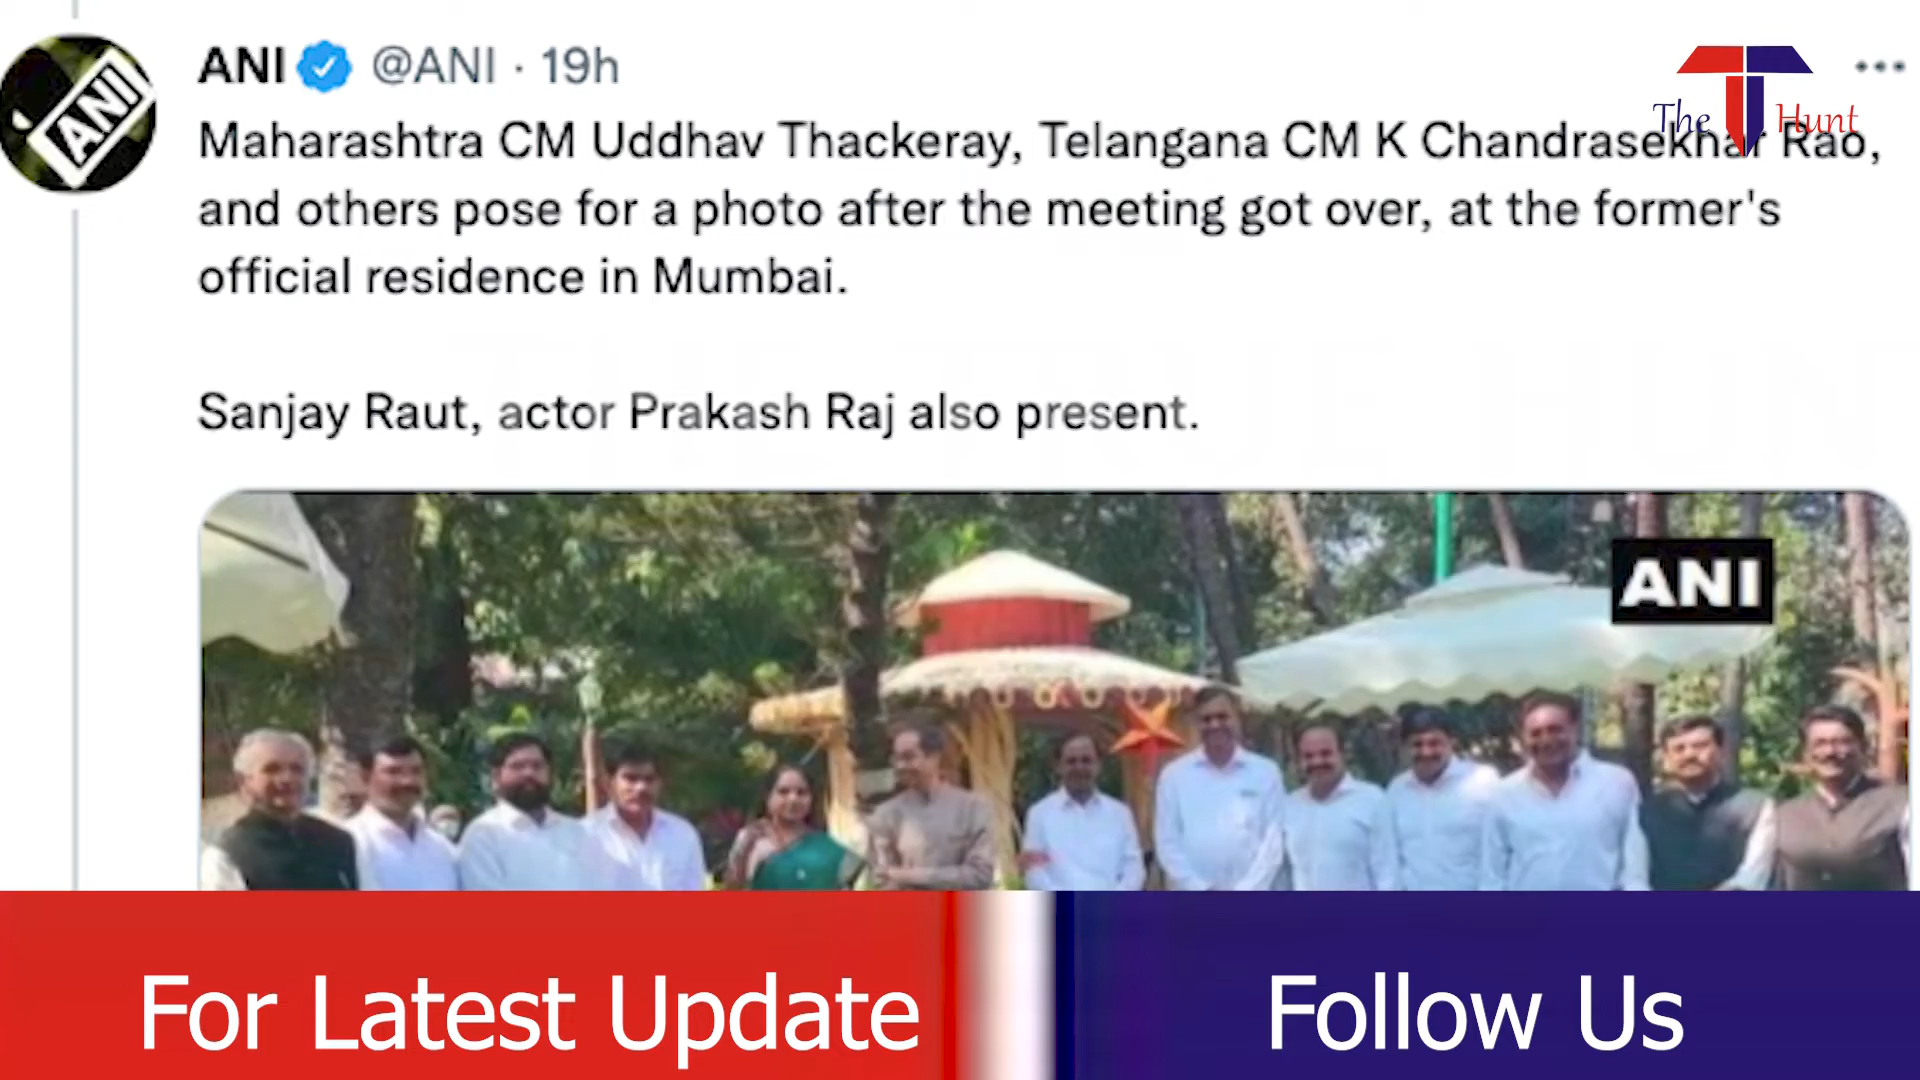 ANI @ANI · 19h
The T Hunt
Maharashtra CM Uddhav Thackeray, Telangana CM K Chandrasekhar Rao,
and others pose for a photo after the meeting got over, at the former's
official residence in Mumbai.
Sanjay Raut, actor Prakash Raj also present.
ANI
ANI
For Latest Update
Follow Us